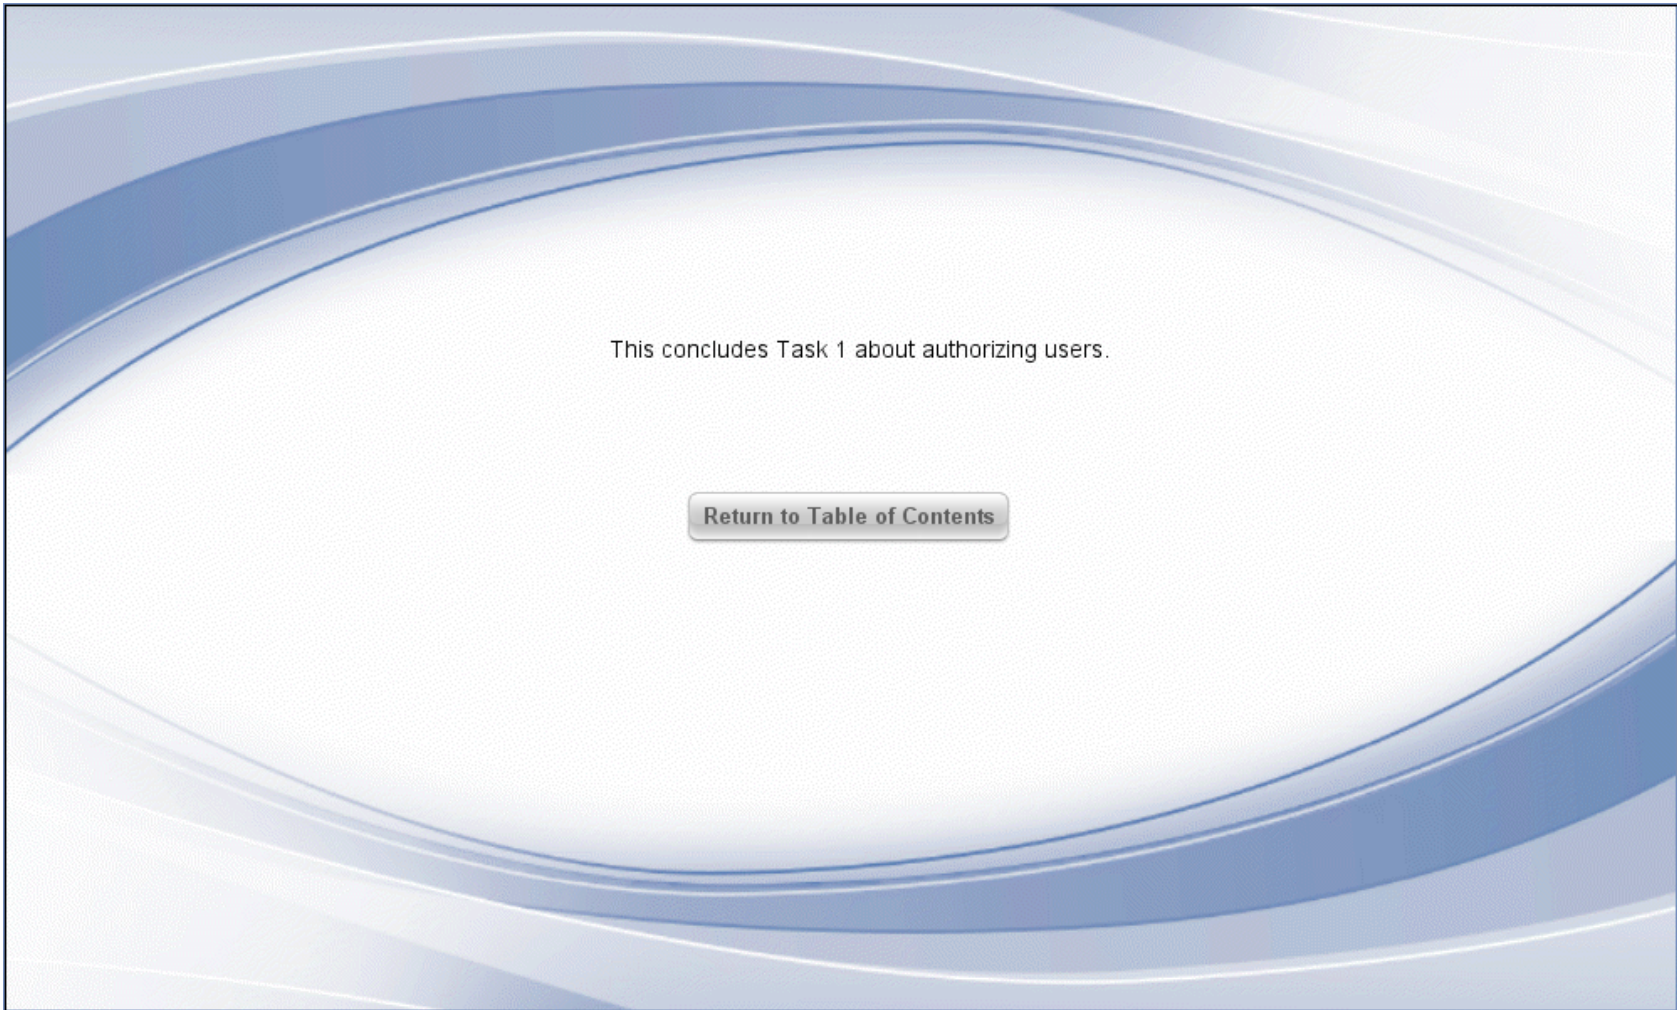 This concludes Task 1 about authorizing users.
Return to Table of Contents